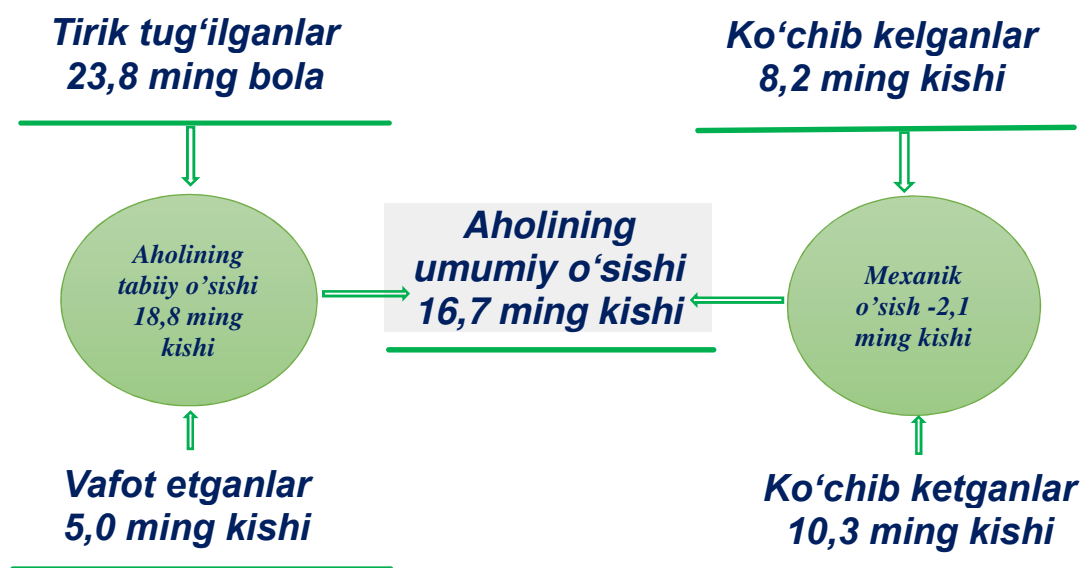 Tirik tug‘ilganlar
23,8 ming bola
Ko‘chib kelganlar
8,2 ming kishi
Aholining
tabiiy o’sishi
18,8 ming
kishi
Aholining
umumiy o‘sishi
16,7 ming kishi
Mexanik
o’sish -2,1
ming kishi
Vafot etganlar
5,0 ming kishi
Ko‘chib ketganlar
10,3 ming kishi